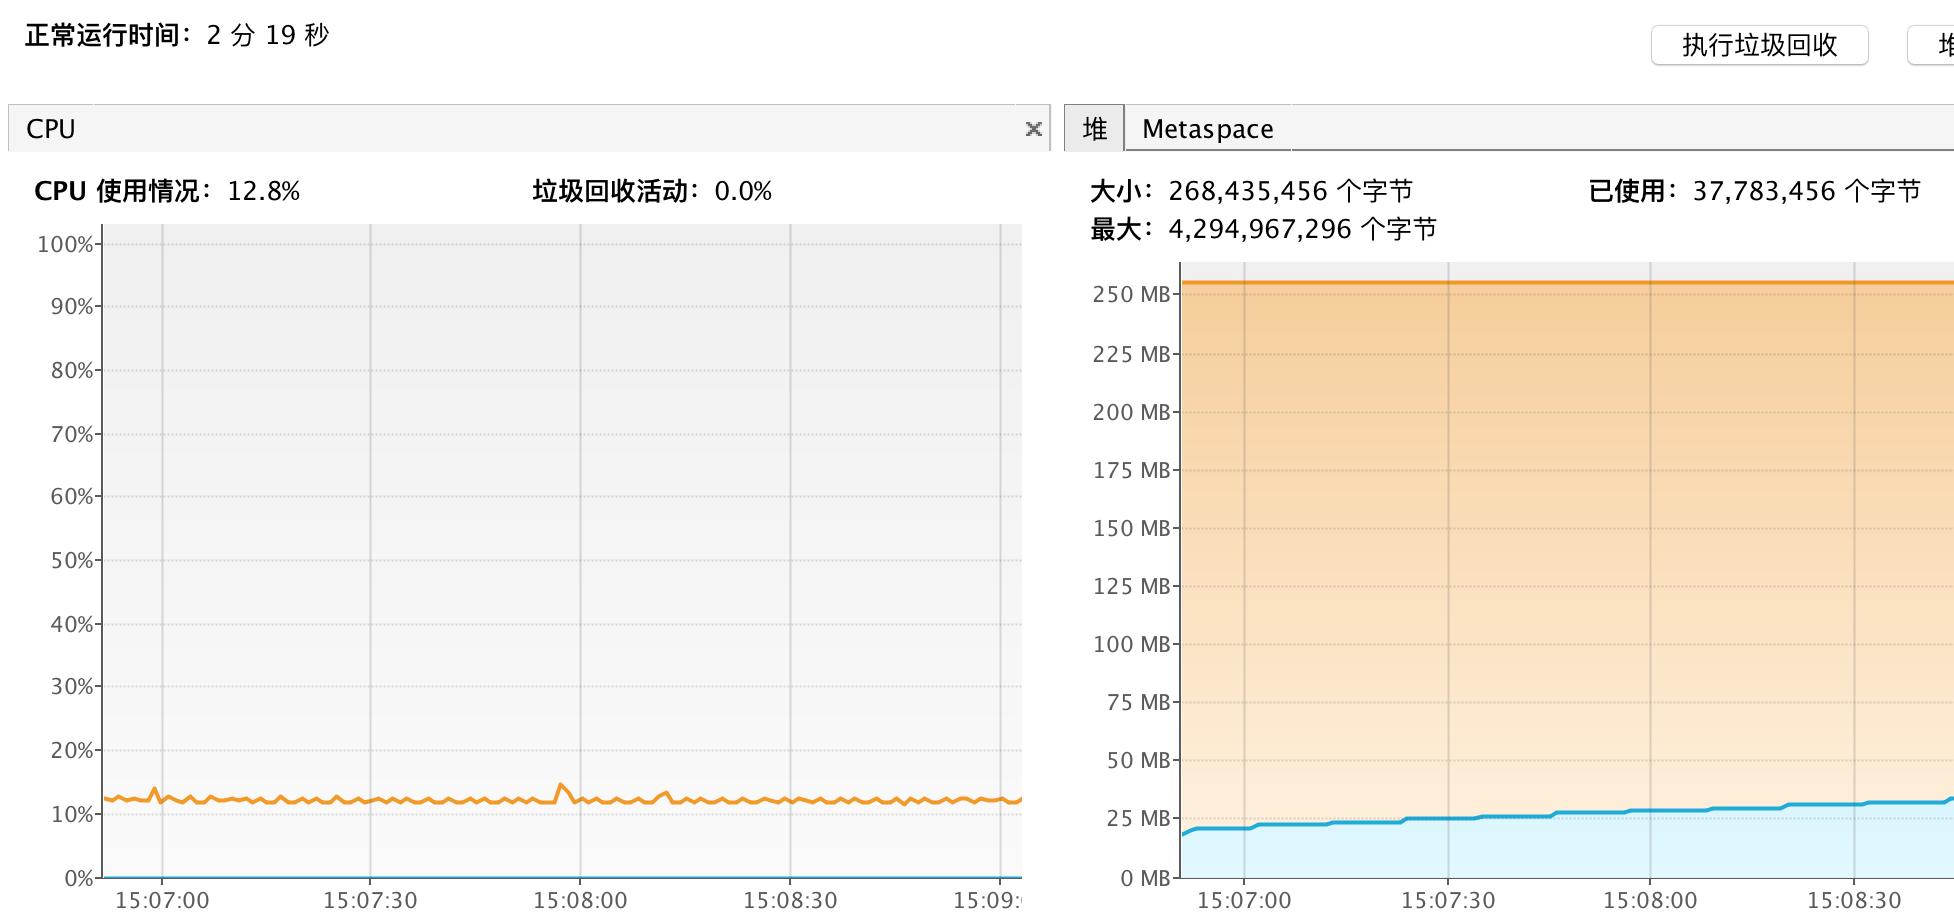 正常运行时间：2 分 19 秒
执行垃圾回收
CPU
堆
Metaspace
CPU 使用情况：12.8%
垃圾回收活动：0.0%
100%
90%
80%
70%
60%
50%
40%
30%
20%
10%
0%
15:07:00
15:07:30
15:08:00
15:08:30
15:09:
大小：268,435,456 个字节
已使用：37,783,456 个字节
最大：4,294,967,296 个字节
250 MB
225 MB
200 MB
175 MB
150 MB
125 MB
100 MB
75 MB
50 MB
25 MB
0 MB
15:07:00
15:07:30
15:08:00
15:08:30